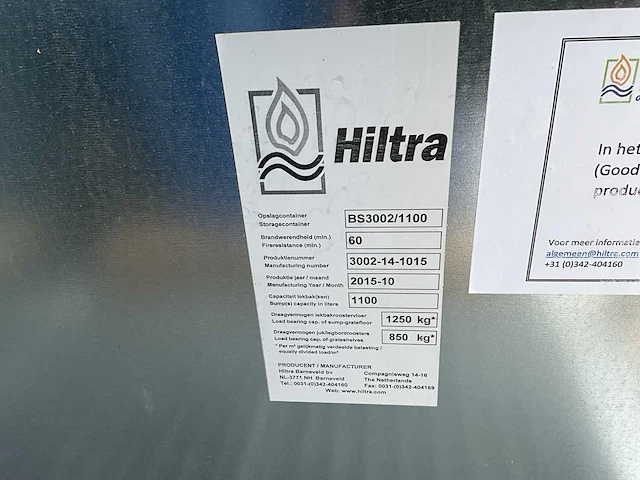 Hiltra
Opslagcontainer
Storagecontainer
BS3002/1100
Brandwerendheid (min.)
Fireresistance (min.)
60
Produktienummer
Manufacturing number
3002-14-1015
Produktie jaar / maand
Manufacturing Year / Month
2015-10
Capaciteit lekbak(ken)
Sump(s) capacity in liters
1100
Draagvermogen lekbakroostervloer
Load bearing cap. of sump-gratefloor
1250 kg*
Draagvermogen juk/leghordroosters
Load bearing cap. of grateshelves
850 kg*
* Per m² gelijkmatig verdeelde belasting /
equally divided load/m²
PRODUCENT / MANUFACTURER
Hiltra Barneveld bv
Compagnieweg 14-16
NL-3771 NH Barneveld
The Netherlands
Tel.: 0031-(0)342-404160
Fax: 0031-(0)342-404169
Web: www.hiltra.com
In het
(Good
produ
Voor meer informatie
algemeen@hiltra.com
+31 (0)342-404160